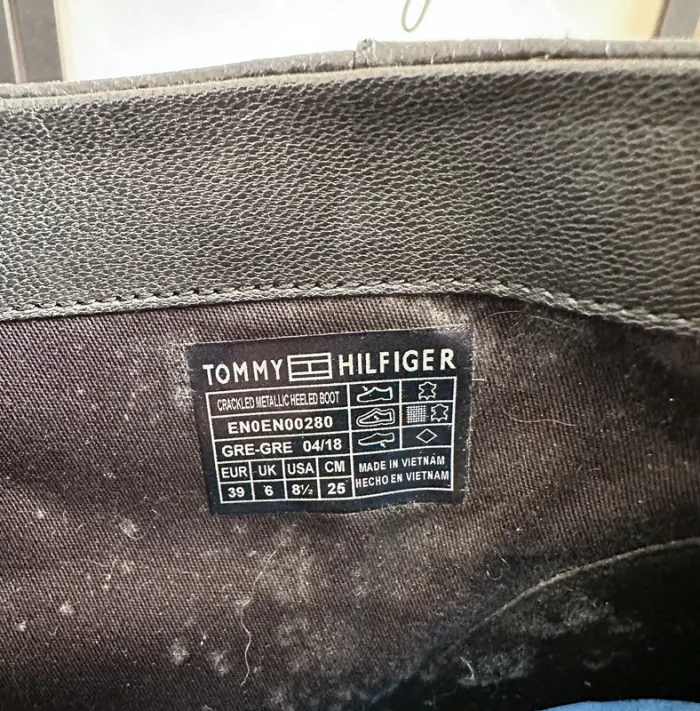 TOMMY HILFIGER
CRACKLED METALLIC HEELED BOOT
EN0EN00280
GRE-GRE 04/18
EUR UK USA CM
39 6 8½ 25
MADE IN VIETNAM
HECHO EN VIETNAM